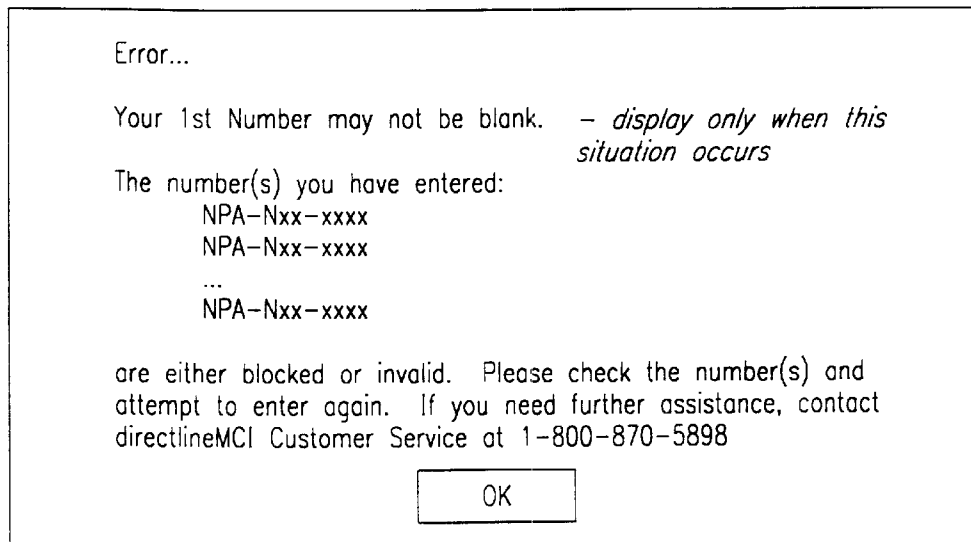 Error...
Your 1st Number may not be blank. – display only when this
situation occurs
The number(s) you have entered:
NPA–Nxx–xxxx
NPA–Nxx–xxxx
...
NPA–Nxx–xxxx
are either blocked or invalid. Please check the number(s) and
attempt to enter again. If you need further assistance, contact
directlineMCI Customer Service at 1–800–870–5898
OK